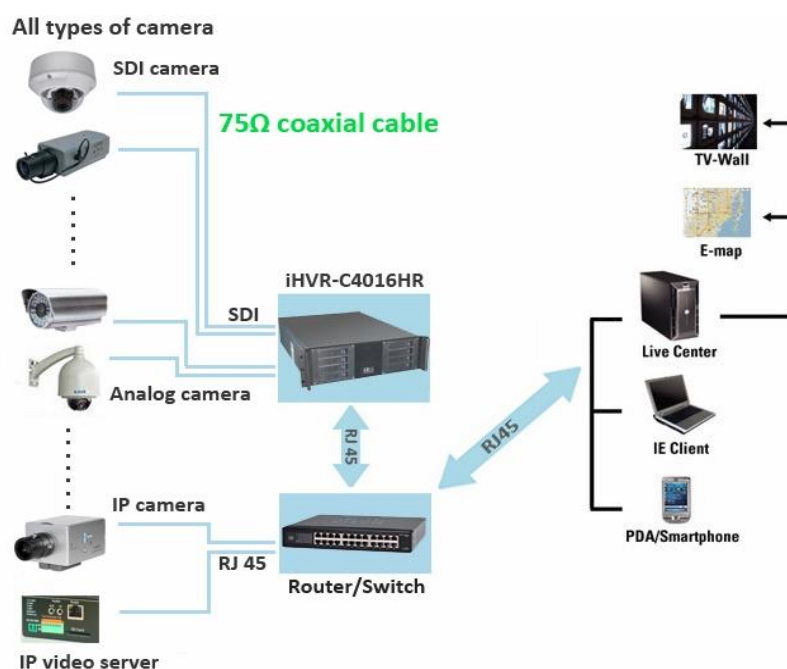 All types of camera
SDI camera
75Ω coaxial cable
TV-Wall
E-map
iHVR-C4016HR
SDI
Live Center
Analog camera
RJ 45
RJ45
IE Client
IP camera
PDA/Smartphone
RJ 45
Router/Switch
IP video server